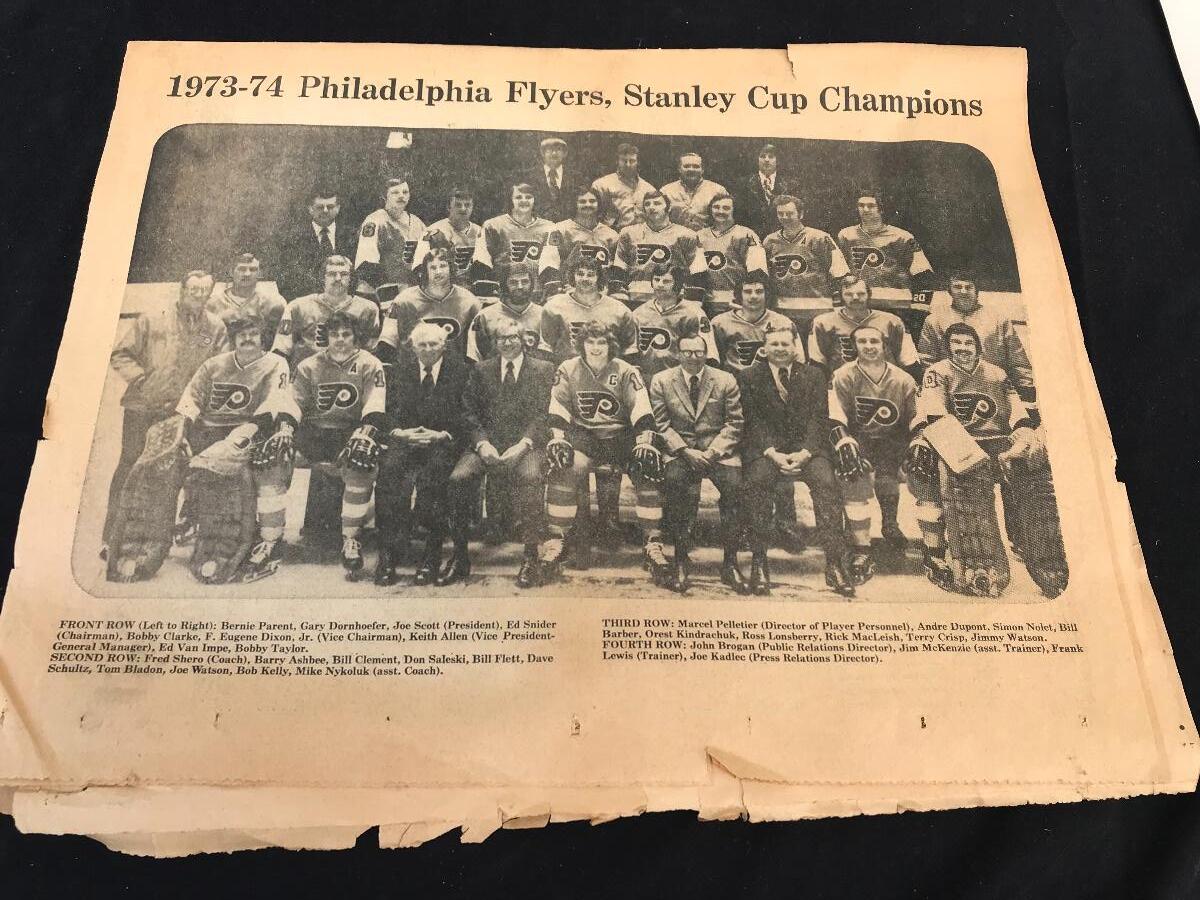 1973-74 Philadelphia Flyers, Stanley Cup Champions
C
A
A
20
FRONT ROW (Left to Right): Bernie Parent, Gary Dornhoefer, Joe Scott (President), Ed Snider
(Chairman), Bobby Clarke, F. Eugene Dixon, Jr. (Vice Chairman), Keith Allen (Vice President-
General Manager), Ed Van Impe, Bobby Taylor.
SECOND ROW: Fred Shero (Coach), Barry Ashbee, Bill Clement, Don Saleski, Bill Flett, Dave
Schultz, Tom Bladon, Joe Watson, Bob Kelly, Mike Nykoluk (asst. Coach).
THIRD ROW: Marcel Pelletier (Director of Player Personnel), Andre Dupont, Simon Nolet, Bill
Barber, Orest Kindrachuk, Ross Lonsberry, Rick MacLeish, Terry Crisp, Jimmy Watson.
FOURTH ROW: John Brogan (Public Relations Director), Jim McKenzie (asst. Trainer), Frank
Lewis (Trainer), Joe Kadlec (Press Relations Director).